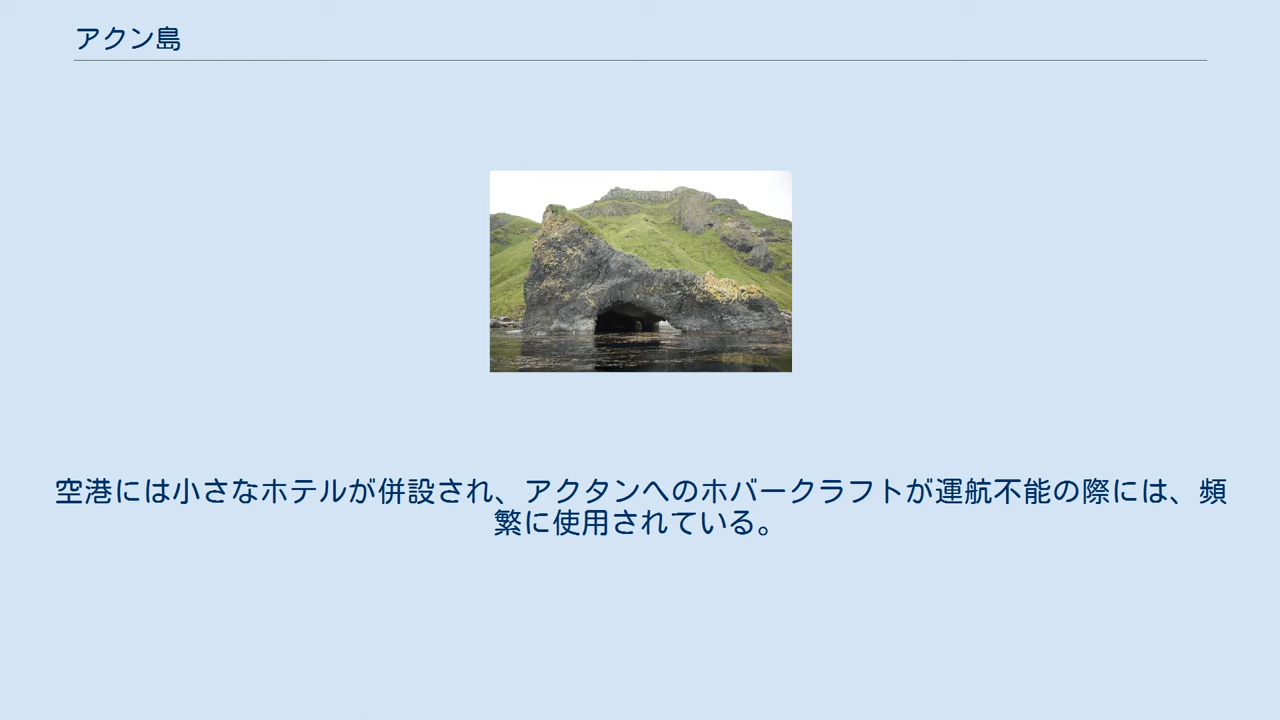 アクン島
空港には小さなホテルが併設され、アクタンへのホバークラフトが運航不能の際には、頻
繁に使用されている。